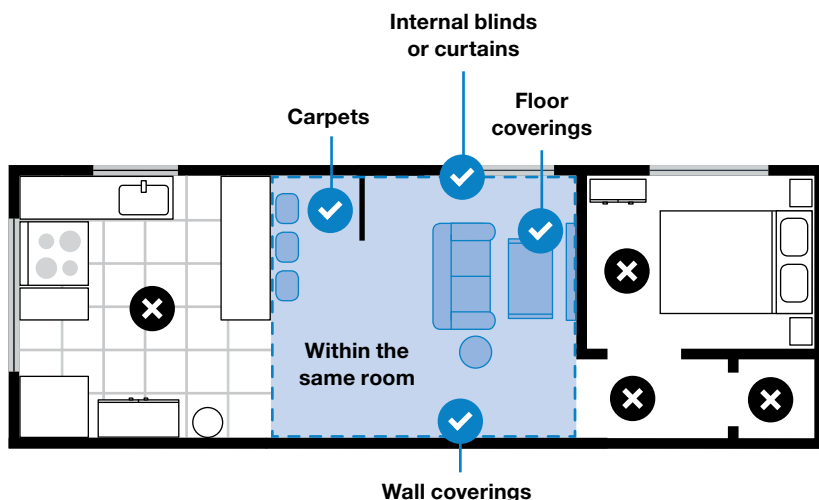 Internal blinds
or curtains
Carpets
Floor
coverings
Within the
same room
Wall coverings